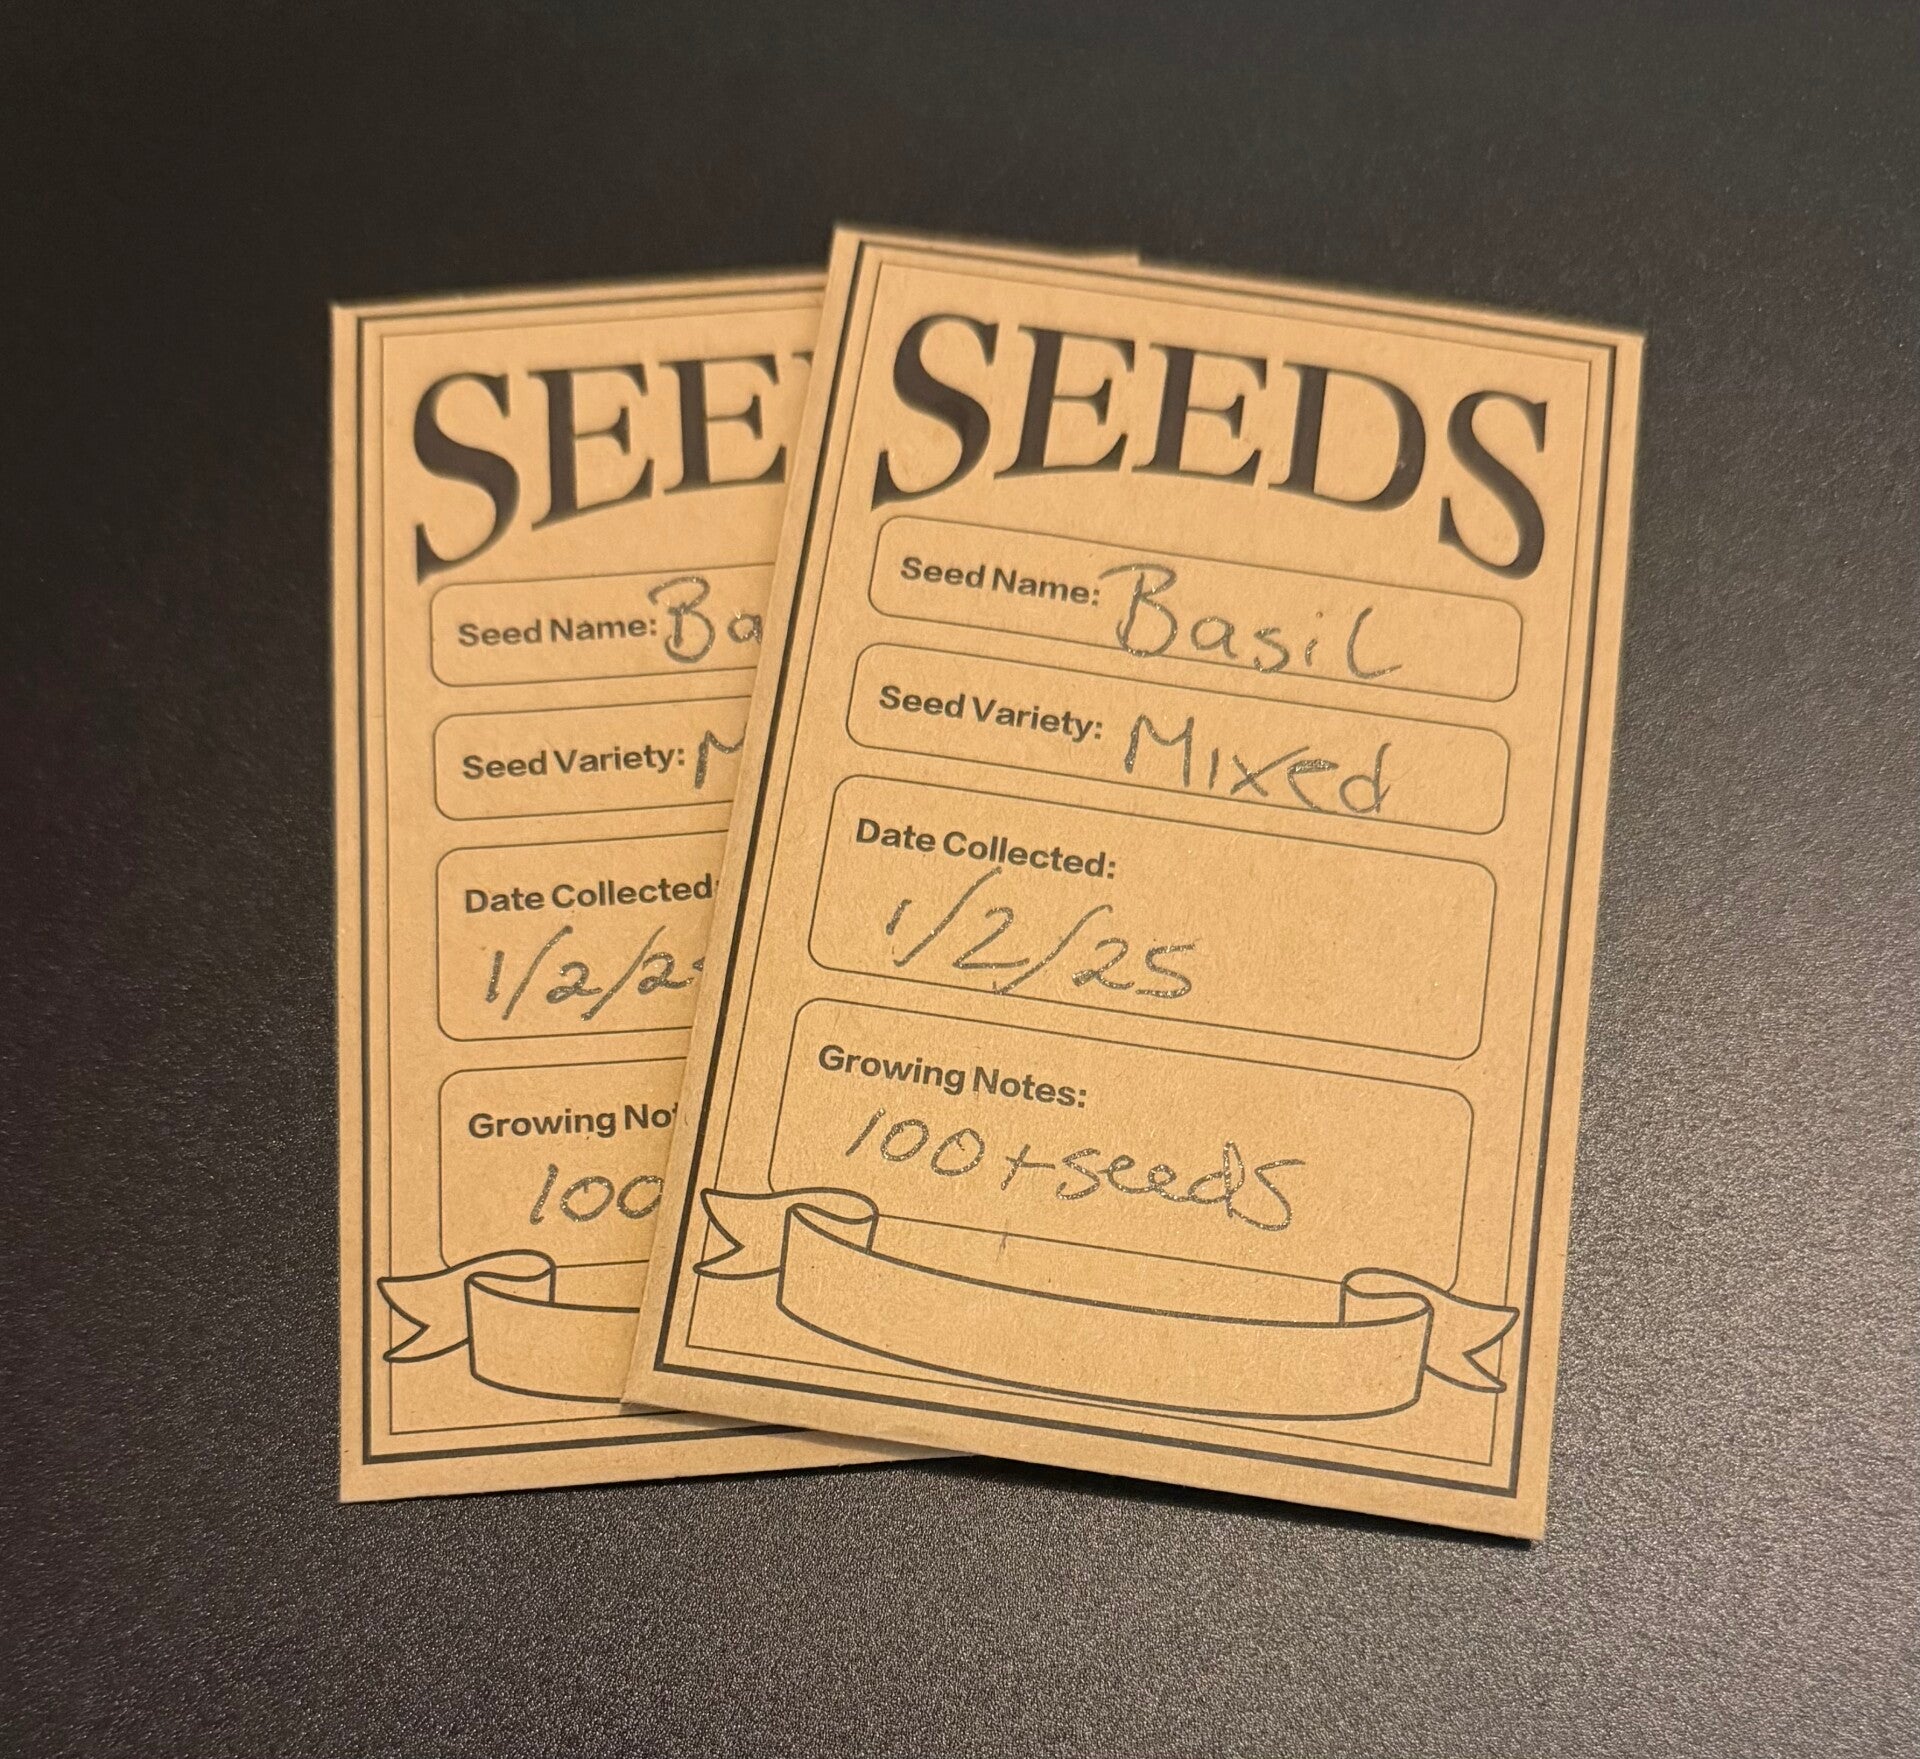 SEE
Seed Name: Ba
Seed Variety: M
Date Collected:
1/2/2
Growing No
100
SEEDS
Seed Name: Basil
Seed Variety: Mixed
Date Collected:
1/2/25
Growing Notes:
100+seeds